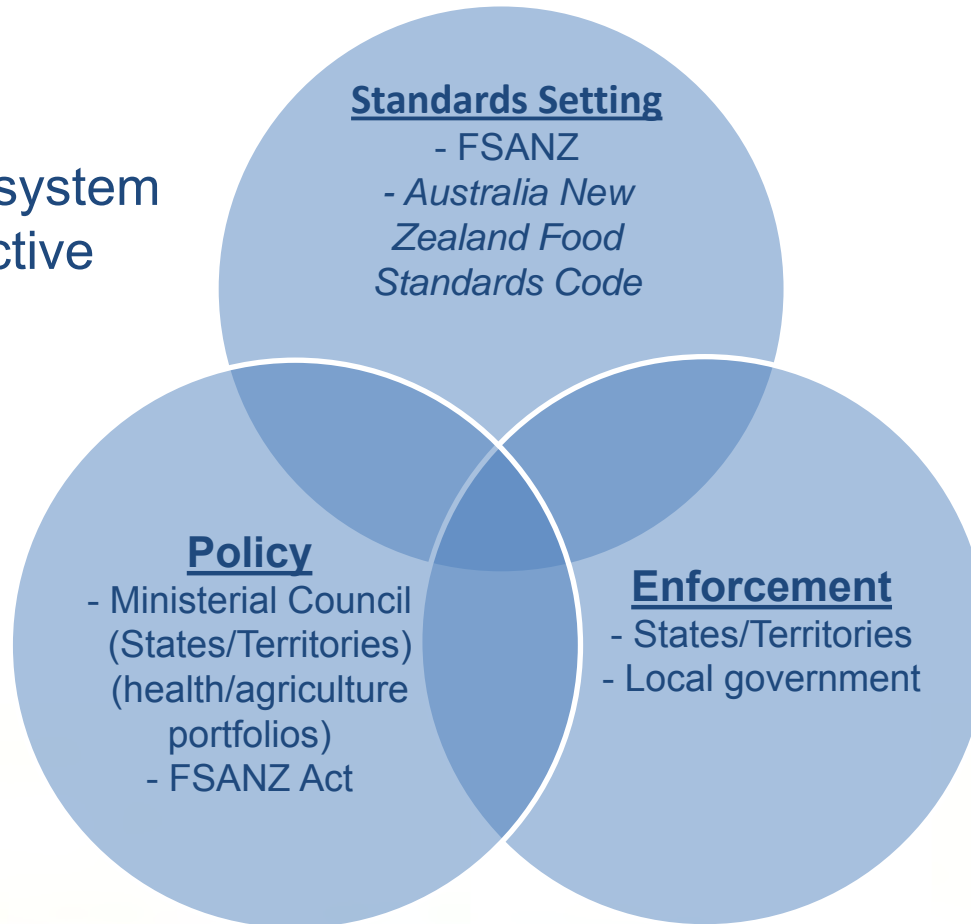 Standards Setting
- FSANZ
- Australia New
Zealand Food
Standards Code
system
ctive
Policy
- Ministerial Council
(States/Territories)
(health/agriculture
portfolios)
- FSANZ Act
Enforcement
- States/Territories
- Local government